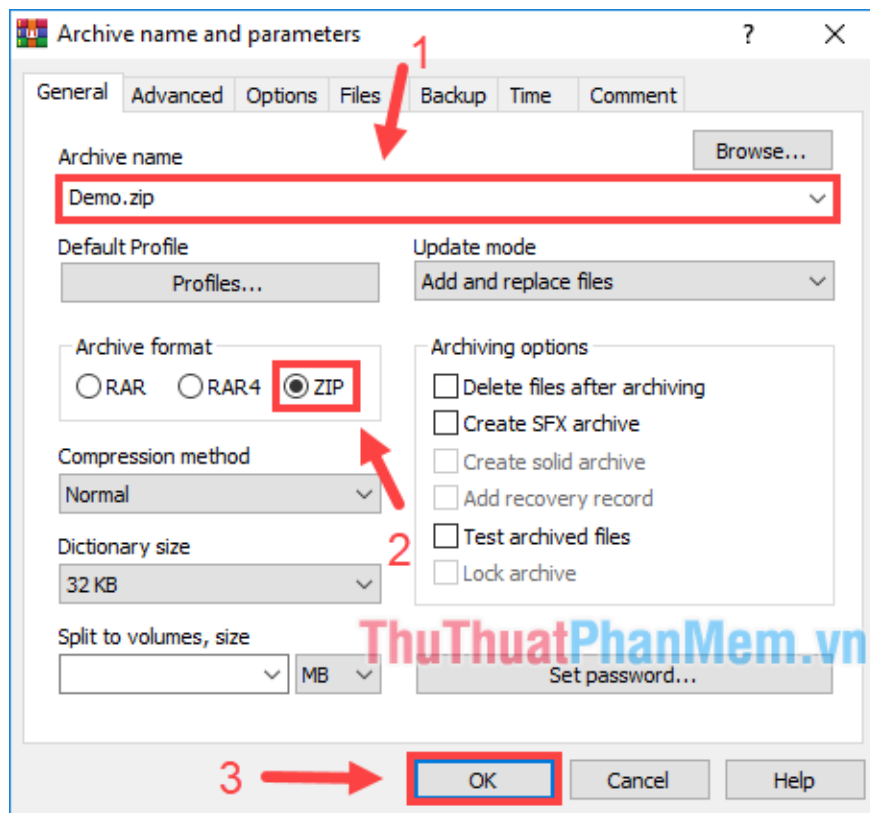 Archive name and parameters
?
1
General Advanced Options Files Backup Time Comment
Archive name
Browse...
Demo.zip
Default Profile
Update mode
Profiles...
Add and replace files
Archive format
RAR RAR4 ZIP
Archiving options
Delete files after archiving
Create SFX archive
Create solid archive
Add recovery record
Test archived files
Lock archive
Compression method
Normal
2
Dictionary size
32 KB
Split to volumes, size
MB
ThuThuatPhanMem.vn
Set password...
3
OK Cancel Help